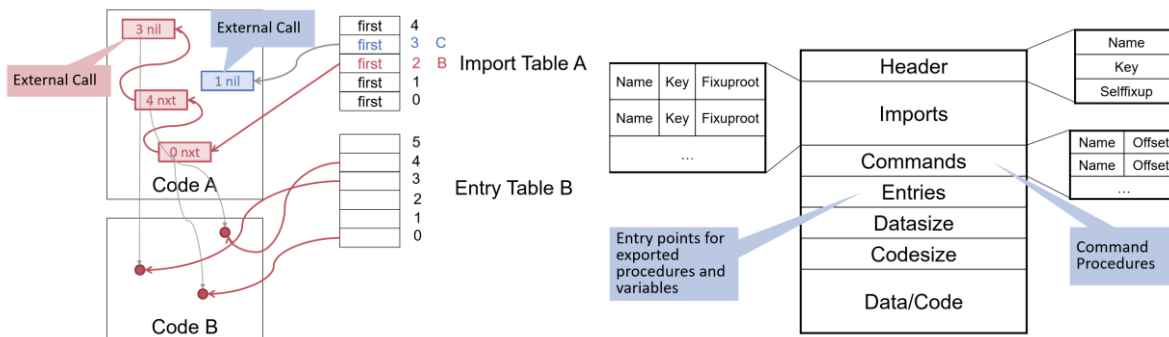 3 nil
External Call
External Call
1 nil
4 nxt
0 nxt
Code A
Code B
first 4
first 3 C
first 2 B
first 1
first 0
Import Table A
5
4
3
2
1
0
Entry Table B
Name Key Fixuproot
Name Key Fixuproot
...
Header
Imports
Commands
Entries
Datasize
Codesize
Data/Code
Name
Key
Selffixup
Name Offset
Name Offset
...
Entry points for
exported
procedures and
variables
Command
Procedures